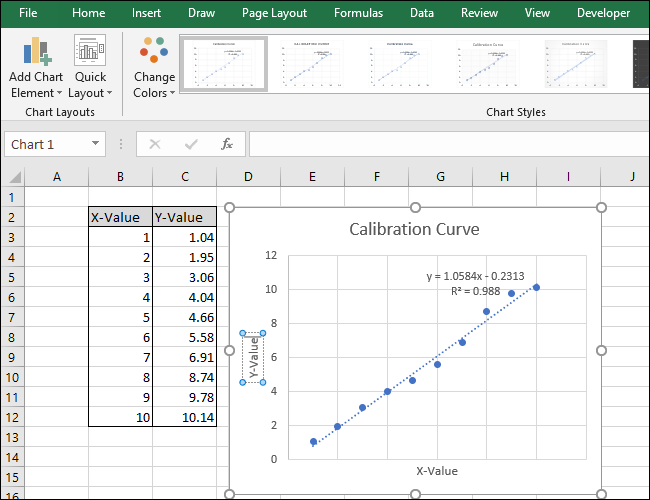 File Home Insert Draw Page Layout Formulas Data Review View Developer
Add Chart Element Quick Layout Change Colors
Chart Layouts Chart Styles
Chart 1 fx
A B C D E F G H I J
1
2 X-Value Y-Value
3 1 1.04
4 2 1.95
5 3 3.06
6 4 4.04
7 5 4.66
8 6 5.58
9 7 6.91
10 8 8.74
11 9 9.78
12 10 10.14
13
14
15
16
Calibration Curve
y = 1.0584x - 0.2313
R² = 0.988
12
10
8
6
4
2
0
Y-Value
X-Value